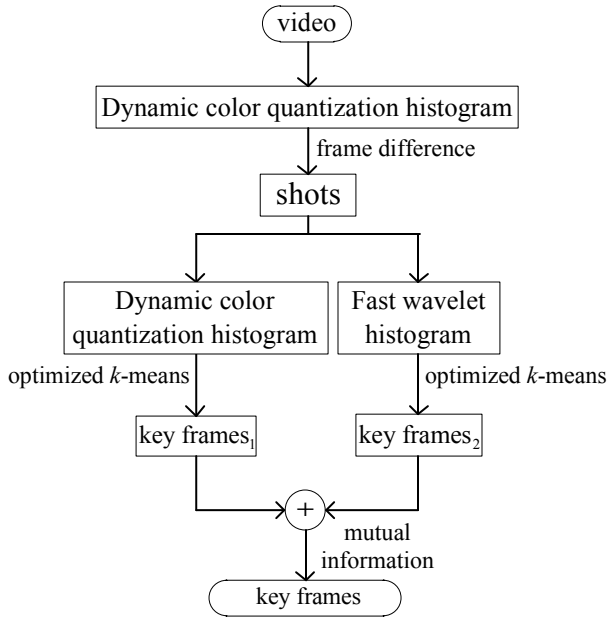 video
Dynamic color quantization histogram
frame difference
shots
Dynamic color
quantization histogram
Fast wavelet
histogram
optimized k-means
optimized k-means
key frames1
key frames2
+
mutual
information
key frames